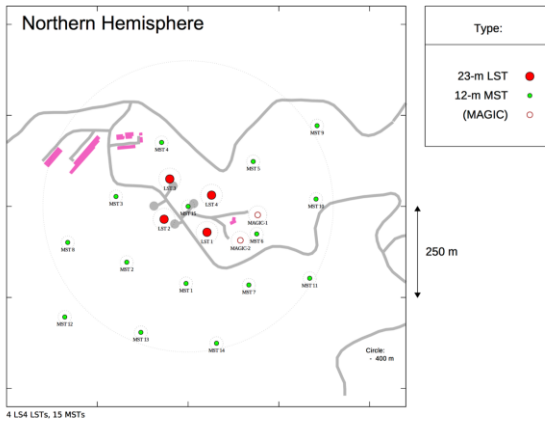 Northern Hemisphere
Type:
23-m LST
12-m MST
(MAGIC)
MST 9
MST 4
MST 5
LST 3
LST 4
MST 3
MST 10
MST 15
MAGIC-1
LST 2
LST 1
MST 6
MST 8
MAGIC-2
250 m
MST 2
MST 11
MST 1
MST 7
MST 12
MST 13
MST 14
Circle:
- 400 m
4 LS4 LSTs, 15 MSTs